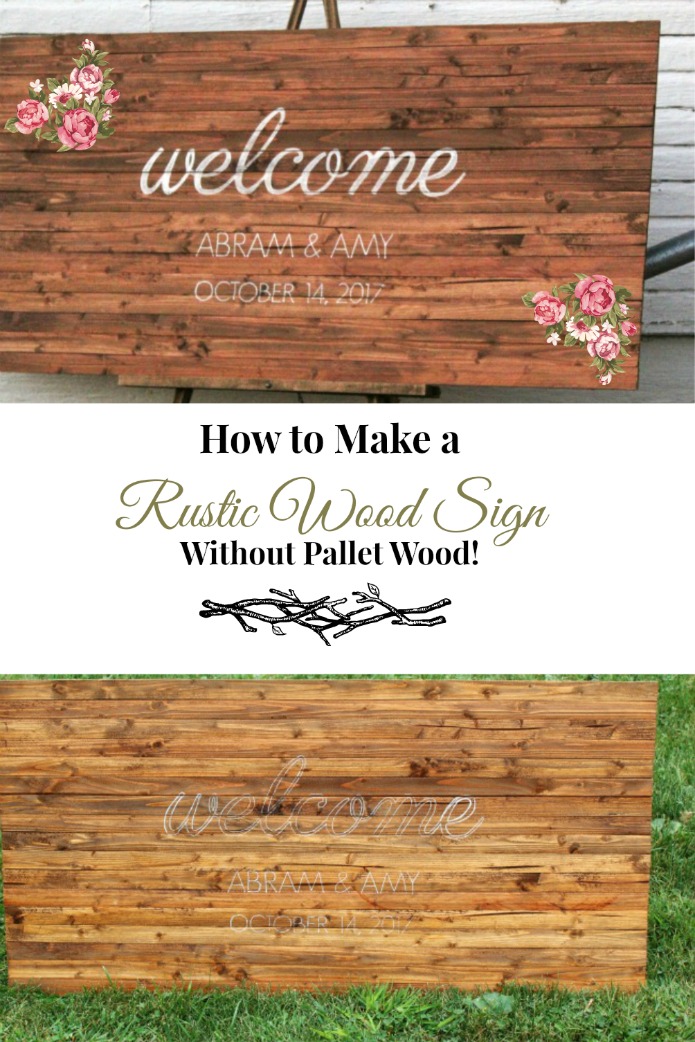 welcome
ABRAM & AMY
OCTOBER 14, 2017
How to Make a
Rustic Wood Sign
Without Pallet Wood!
welcome
ABRAM & AMY
OCTOBER 14, 2017